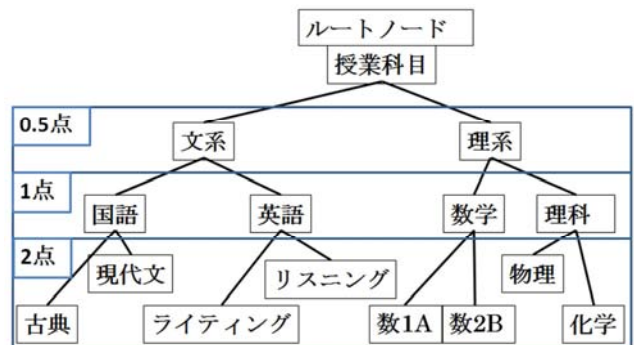 ルートノード
授業科目
0.5点
文系
理系
1点
国語
英語
数学
理科
2点
現代文
リスニング
物理
古典
ライティング
数1A
数2B
化学